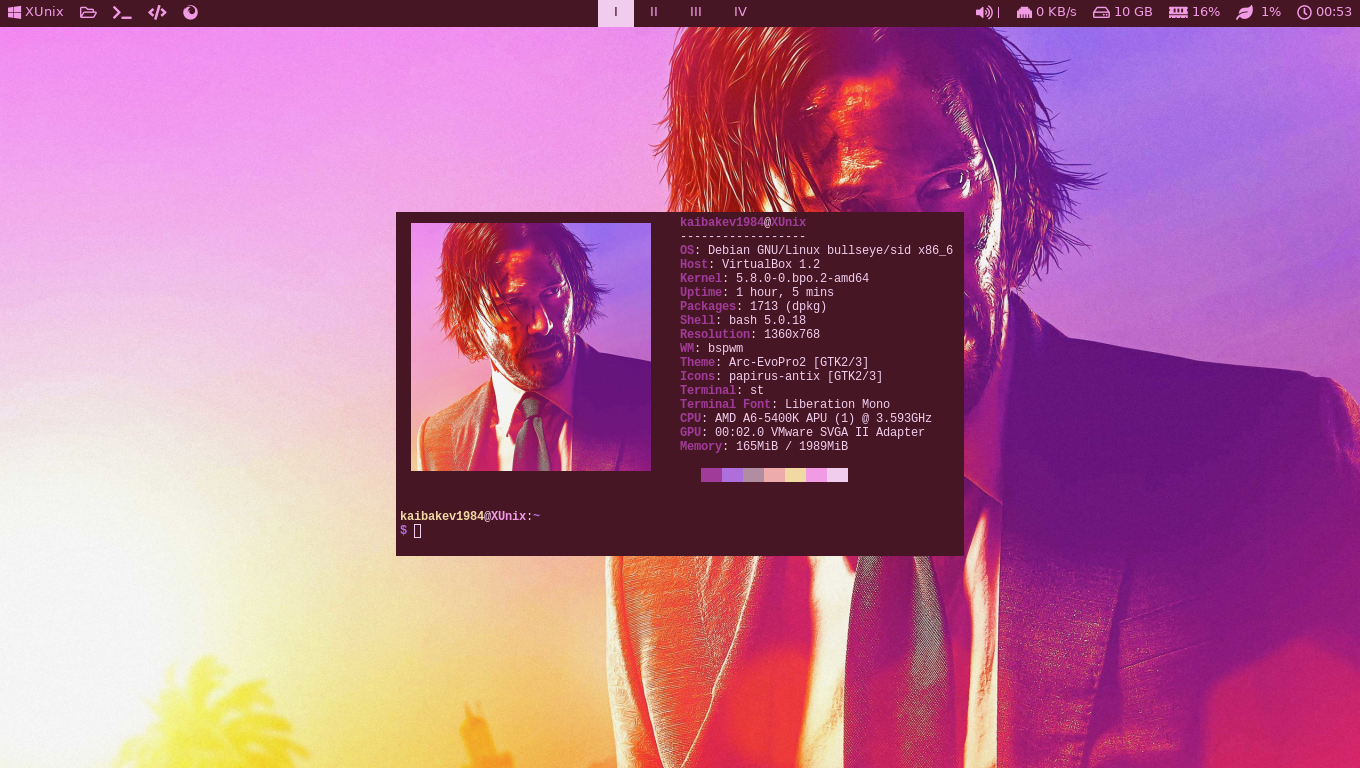 XUnix
I II III IV
0 KB/s 10 GB 16% 1% 00:53
kaibakev1984@XUnix
------------------
OS: Debian GNU/Linux bullseye/sid x86_6
Host: VirtualBox 1.2
Kernel: 5.8.0-0.bpo.2-amd64
Uptime: 1 hour, 5 mins
Packages: 1713 (dpkg)
Shell: bash 5.0.18
Resolution: 1360x768
WM: bspwm
Theme: Arc-EvoPro2 [GTK2/3]
Icons: papirus-antix [GTK2/3]
Terminal: st
Terminal Font: Liberation Mono
CPU: AMD A6-5400K APU (1) @ 3.593GHz
GPU: 00:02.0 VMware SVGA II Adapter
Memory: 165MiB / 1989MiB
kaibakev1984@XUnix:~
$